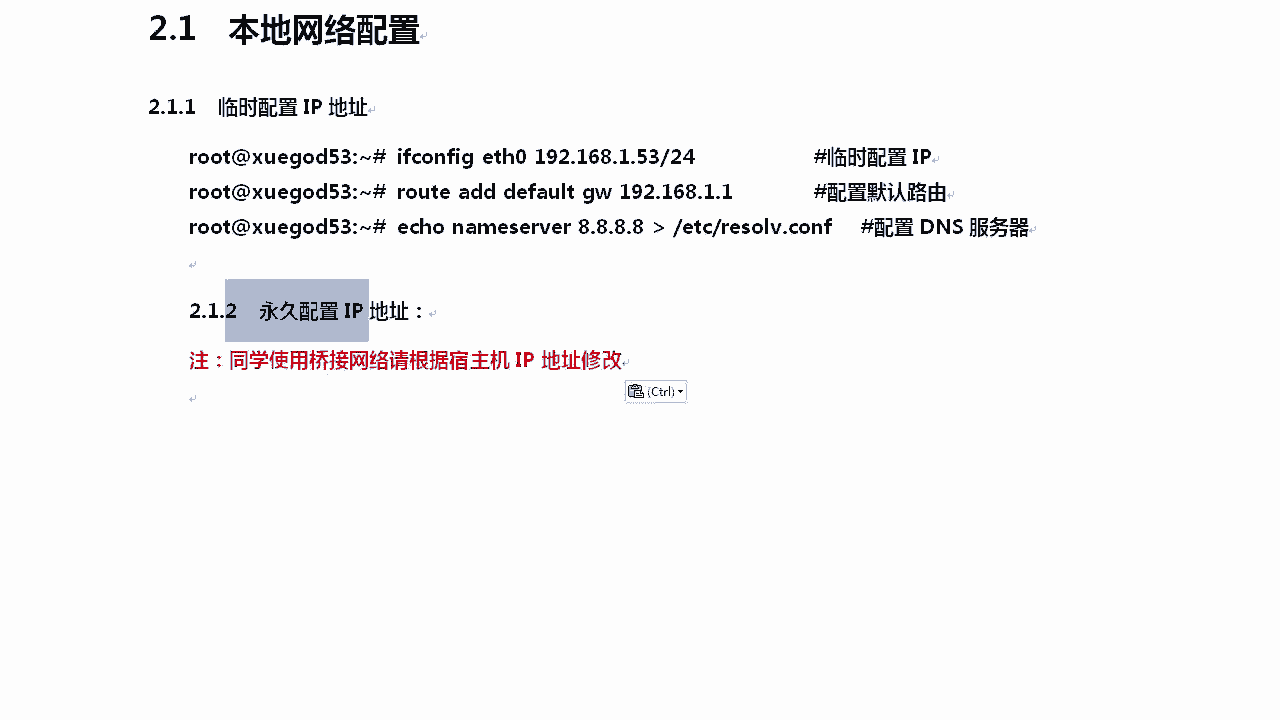 2.1 本地网络配置
2.1.1 临时配置 IP 地址
root@xuegod53:~# ifconfig eth0 192.168.1.53/24 #临时配置 IP
root@xuegod53:~# route add default gw 192.168.1.1 #配置默认路由
root@xuegod53:~# echo nameserver 8.8.8.8 > /etc/resolv.conf #配置 DNS 服务器
2.1.2 永久配置 IP 地址：
注：同学使用桥接网络请根据宿主机 IP 地址修改
(Ctrl)